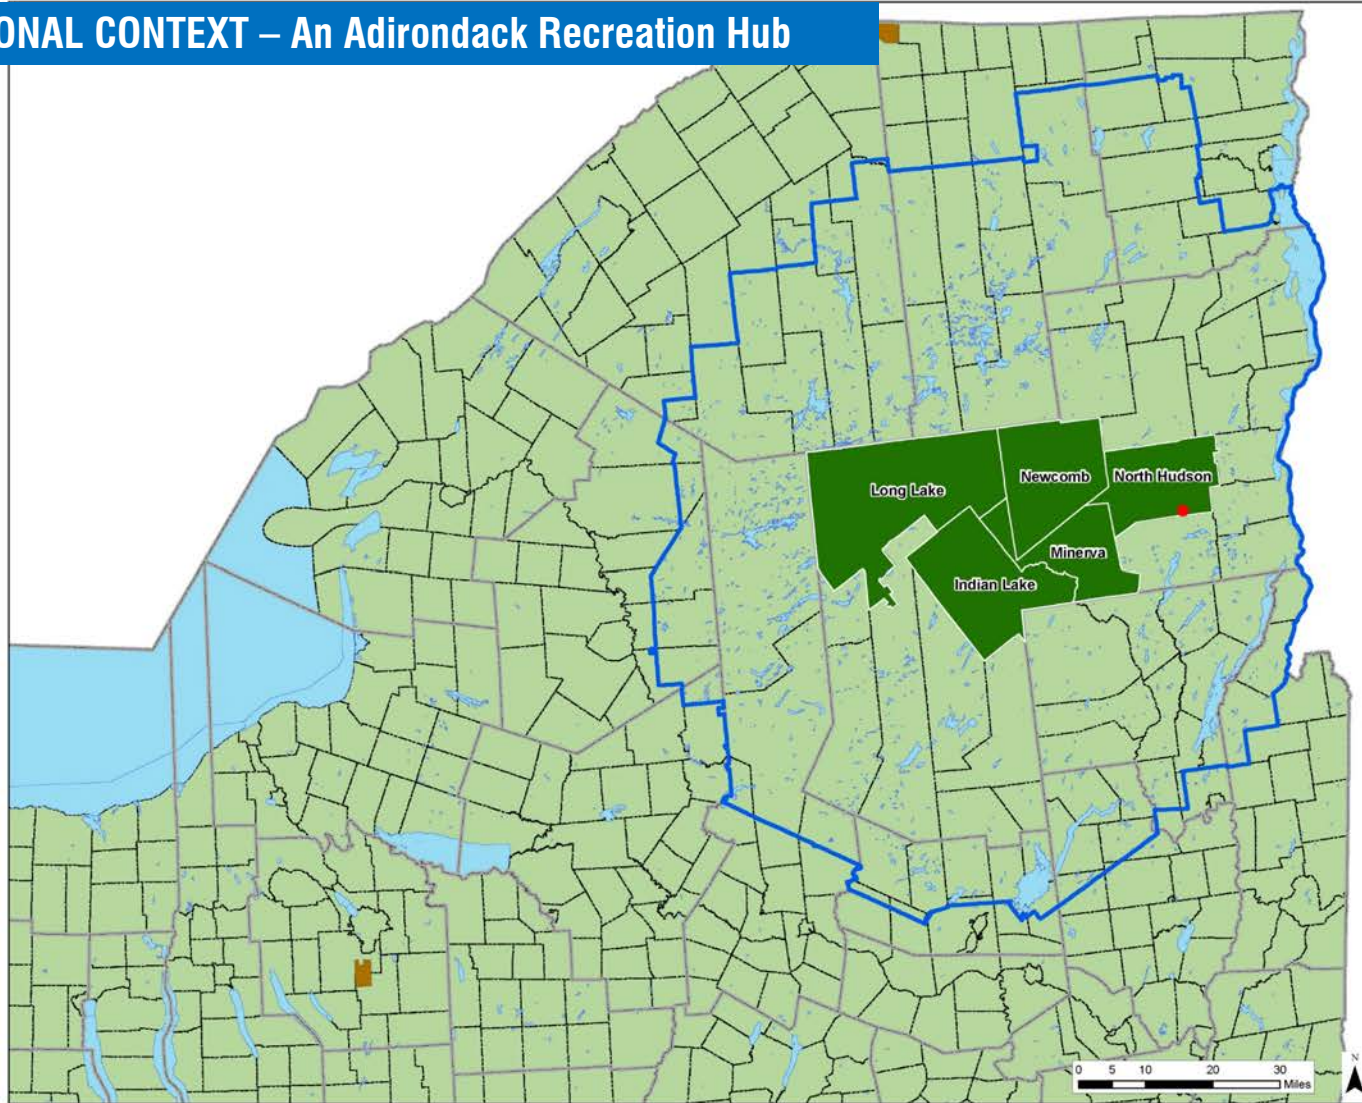 ONAL CONTEXT – An Adirondack Recreation Hub
Long Lake
Newcomb
North Hudson
Minerva
Indian Lake
0 5 10 20 30
Miles
N